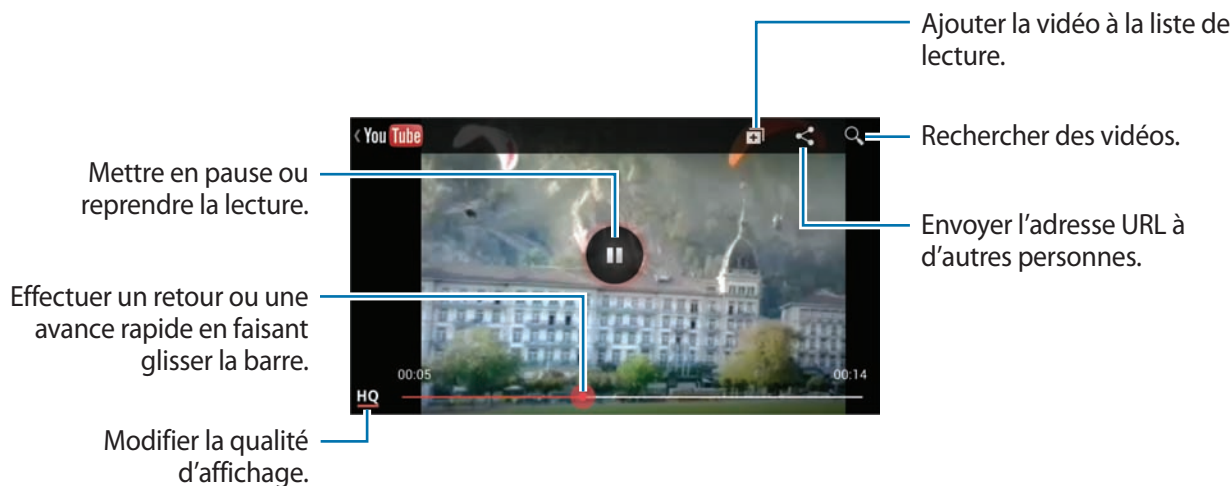 Ajouter la vidéo à la liste de
lecture.
You Tube
Rechercher des vidéos.
Mettre en pause ou
reprendre la lecture.
Envoyer l'adresse URL à
d'autres personnes.
Effectuer un retour ou une
avance rapide en faisant
glisser la barre.
00:05
00:14
HQ
Modifier la qualité
d'affichage.